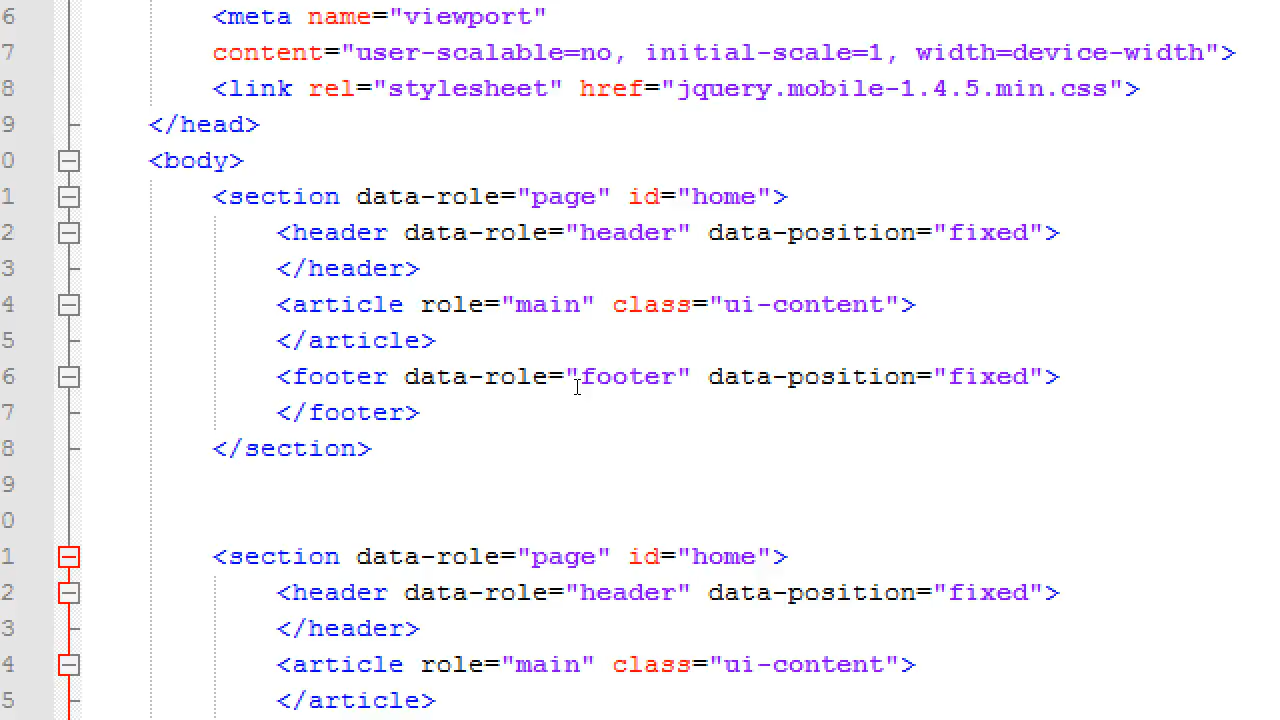 6 <meta name="viewport"
7 content="user-scalable=no, initial-scale=1, width=device-width">
8 <link rel="stylesheet" href="jquery.mobile-1.4.5.min.css">
9 </head>
0 <body>
1 <section data-role="page" id="home">
2 <header data-role="header" data-position="fixed">
3 </header>
4 <article role="main" class="ui-content">
5 </article>
6 <footer data-role="footer" data-position="fixed">
7 </footer>
8 </section>
9
0
1 <section data-role="page" id="home">
2 <header data-role="header" data-position="fixed">
3 </header>
4 <article role="main" class="ui-content">
5 </article>